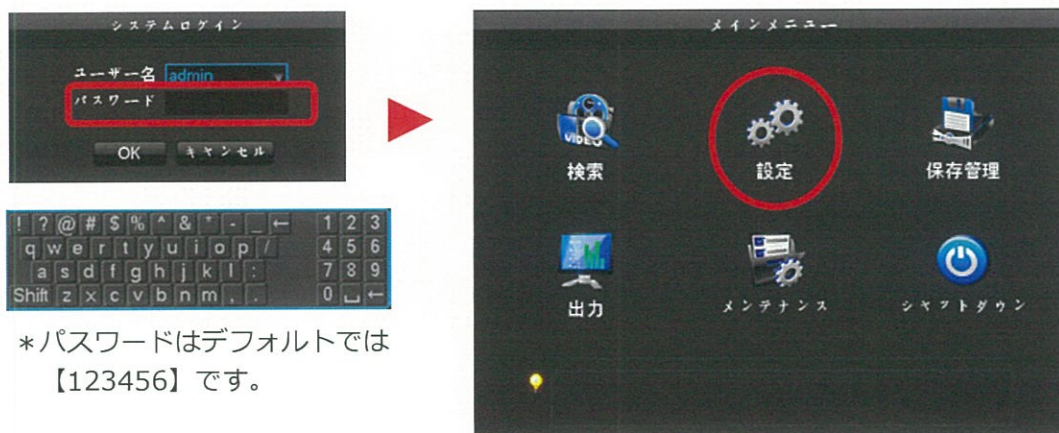 システムログイン
ユーザー名 admin
パスワード
OK キャンセル
! ? @ # $ % ^ & * - _ ← 1 2 3
q w e r t y u i o p / 4 5 6
a s d f g h j k l : 7 8 9
Shift z x c v b n m , . 0 ←
*パスワードはデフォルトでは
【123456】です。
メインメニュー
VIDEO
検索 設定 保存管理
出力 メンテナンス シャットダウン